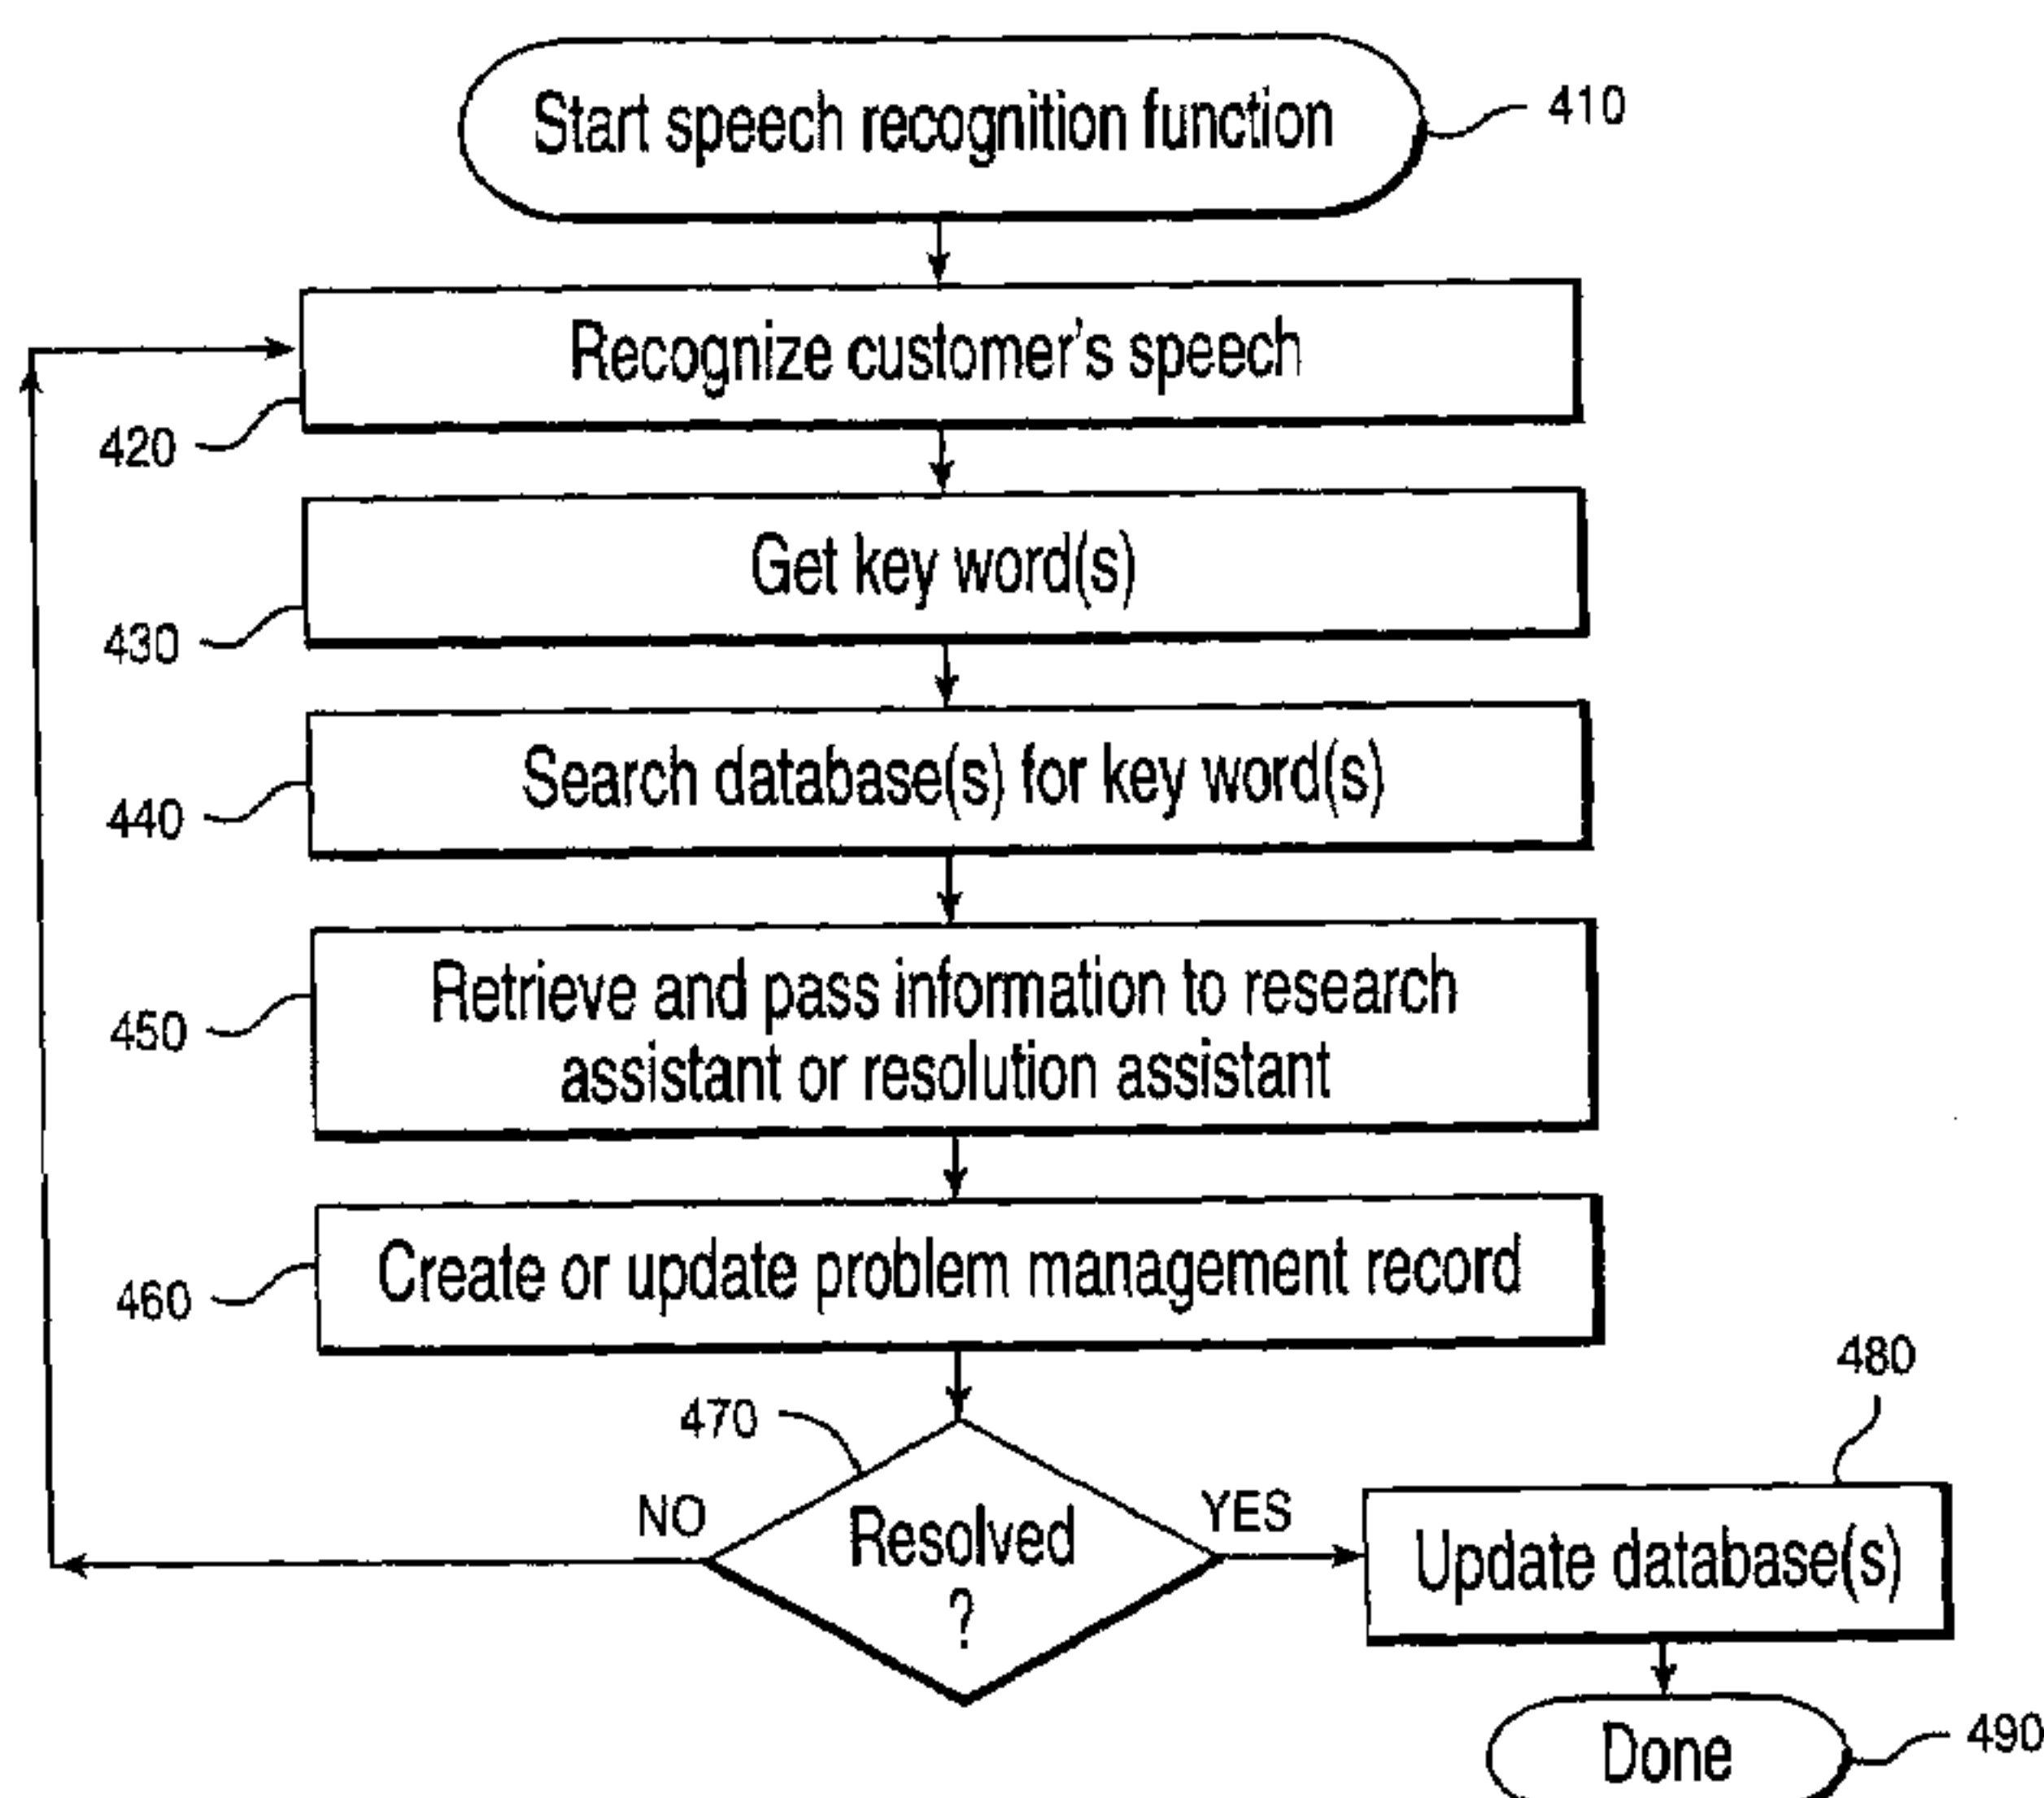 Start speech recognition function
410
Recognize customer's speech
420
Get key word(s)
430
Search database(s) for key word(s)
440
Retrieve and pass information to research
assistant or resolution assistant
450
Create or update problem management record
460
470
480
NO
Resolved
?
YES
Update database(s)
Done
490